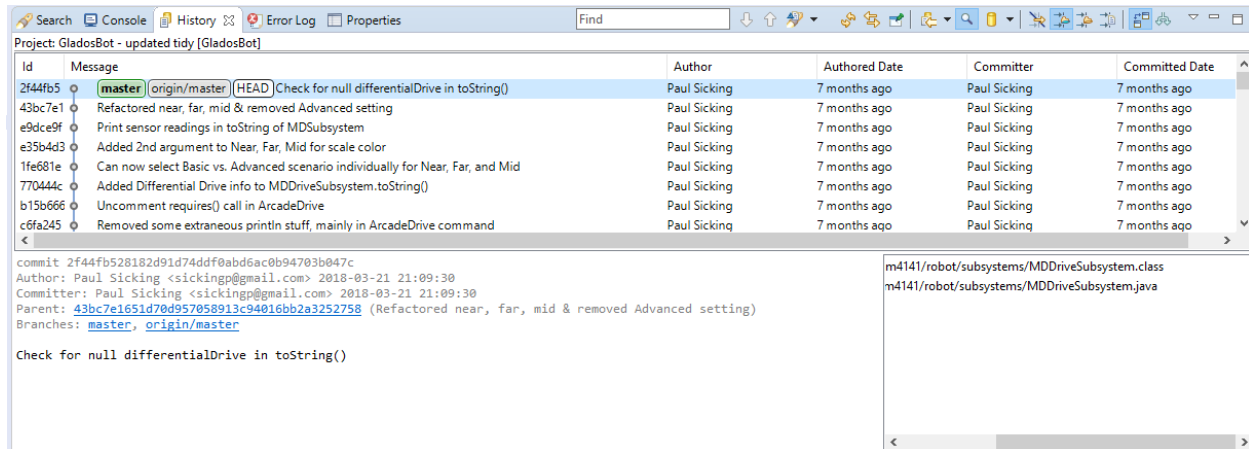 Search Console History Error Log Properties Find
Project: GladosBot - updated tidy [GladosBot]
Id Message Author Authored Date Committer Committed Date
2f44fb5 master origin/master HEAD Check for null differentialDrive in toString() Paul Sicking 7 months ago Paul Sicking 7 months ago
43bc7e1 Refactored near, far, mid & removed Advanced setting Paul Sicking 7 months ago Paul Sicking 7 months ago
e9dce9f Print sensor readings in toString of MDSubsystem Paul Sicking 7 months ago Paul Sicking 7 months ago
e35b4d3 Added 2nd argument to Near, Far, Mid for scale color Paul Sicking 7 months ago Paul Sicking 7 months ago
1fe681e Can now select Basic vs. Advanced scenario individually for Near, Far, and Mid Paul Sicking 7 months ago Paul Sicking 7 months ago
770444c Added Differential Drive info to MDDriveSubsystem.toString() Paul Sicking 7 months ago Paul Sicking 7 months ago
b15b666 Uncomment requires() call in ArcadeDrive Paul Sicking 7 months ago Paul Sicking 7 months ago
c6fa245 Removed some extraneous println stuff, mainly in ArcadeDrive command Paul Sicking 7 months ago Paul Sicking 7 months ago
commit 2f44fb528182d91d74ddf0abd6ac0b94703b047c
Author: Paul Sicking <sickingp@gmail.com> 2018-03-21 21:09:30
Committer: Paul Sicking <sickingp@gmail.com> 2018-03-21 21:09:30
Parent: 43bc7e1651d70d957058913c94016bb2a3252758 (Refactored near, far, mid & removed Advanced setting)
Branches: master, origin/master
Check for null differentialDrive in toString()
m4141/robot/subsystems/MDDriveSubsystem.class
m4141/robot/subsystems/MDDriveSubsystem.java